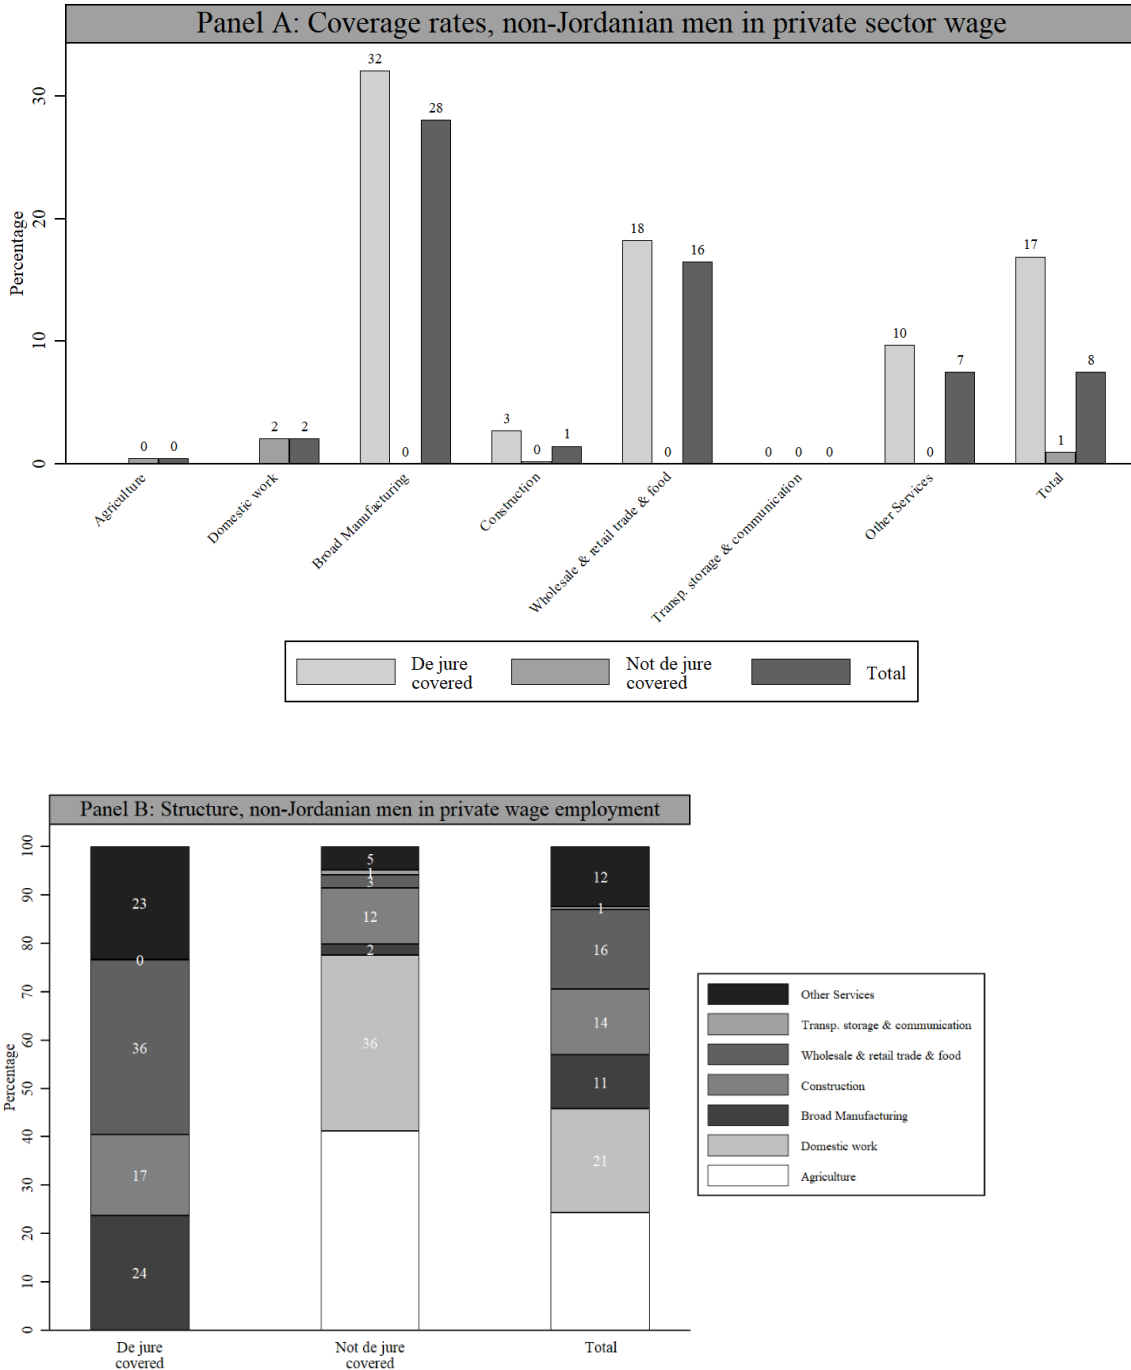 Panel A: Coverage rates, non-Jordanian men in private sector wage
Percentage
30
20
10
0
0 0
2 2
32 0 28
3 0 1
18 0 16
0 0 0
10 0 7
17 1 8
Agriculture
Domestic work
Broad Manufacturing
Construction
Wholesale & retail trade & food
Transp. storage & communication
Other Services
Total
De jure
covered
Not de jure
covered
Total
Panel B: Structure, non-Jordanian men in private wage employment
Percentage
100
90
80
70
60
50
40
30
20
10
0
23
0
36
17
24
5
1
3
12
2
36
12
1
16
14
11
21
De jure
covered
Not de jure
covered
Total
Other Services
Transp. storage & communication
Wholesale & retail trade & food
Construction
Broad Manufacturing
Domestic work
Agriculture